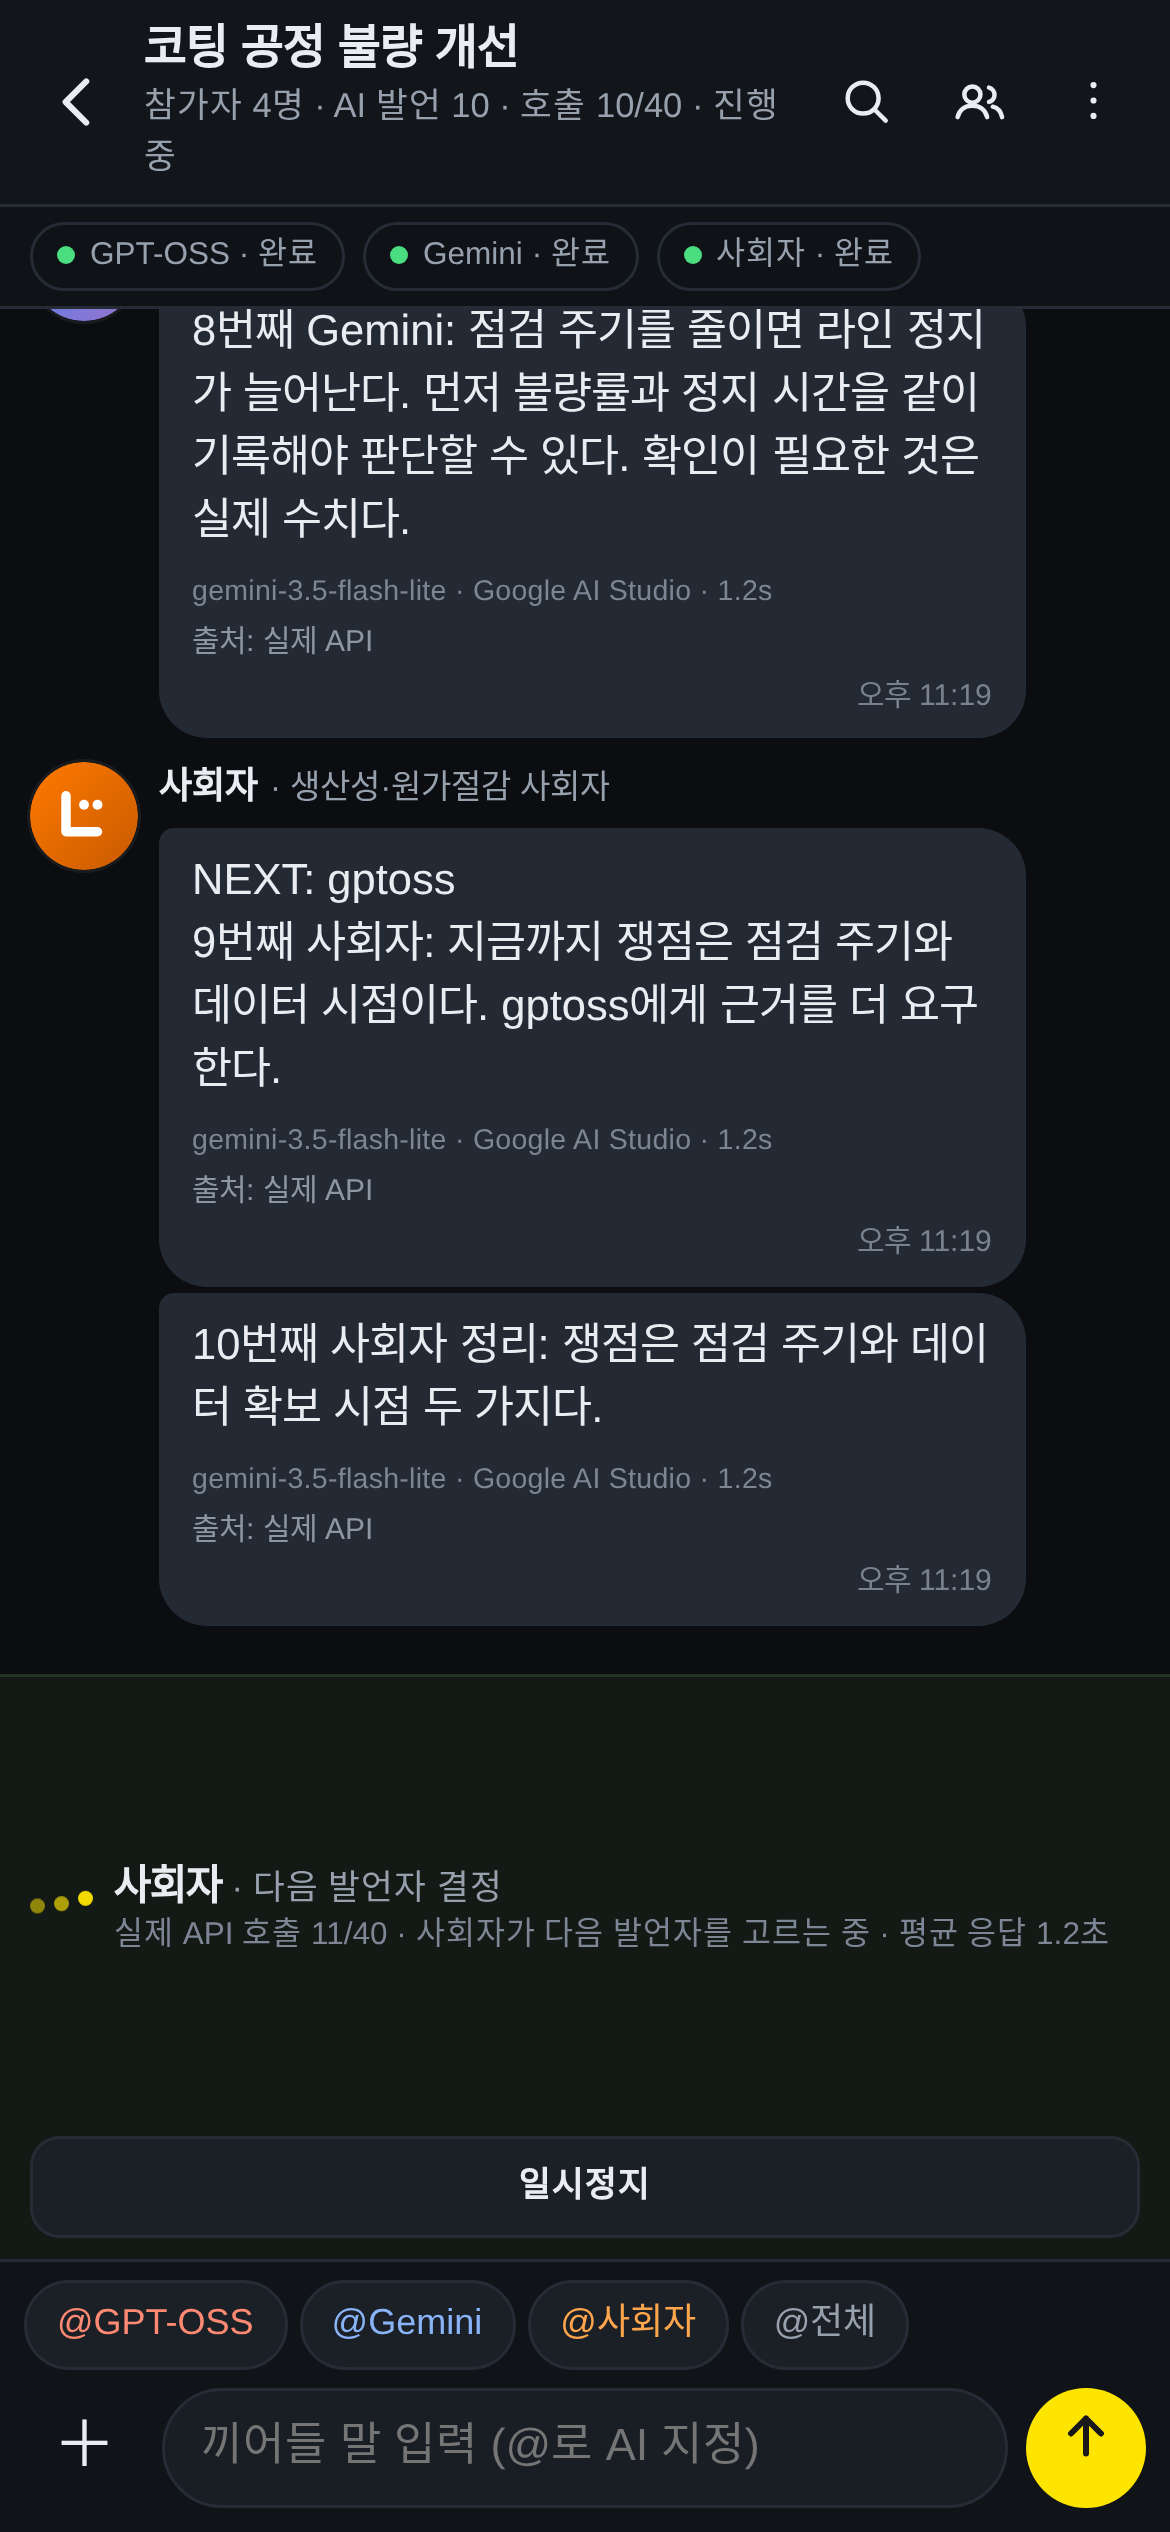 코팅 공정 불량 개선
참가자 4명 · AI 발언 10 · 호출 10/40 · 진행
중
GPT-OSS · 완료
Gemini · 완료
사회자 · 완료
8번째 Gemini: 점검 주기를 줄이면 라인 정지
가 늘어난다. 먼저 불량률과 정지 시간을 같이
기록해야 판단할 수 있다. 확인이 필요한 것은
실제 수치다.
gemini-3.5-flash-lite · Google AI Studio · 1.2s
출처: 실제 API
오후 11:19
사회자 · 생산성·원가절감 사회자
NEXT: gptoss
9번째 사회자: 지금까지 쟁점은 점검 주기와
데이터 시점이다. gptoss에게 근거를 더 요구
한다.
gemini-3.5-flash-lite · Google AI Studio · 1.2s
출처: 실제 API
오후 11:19
10번째 사회자 정리: 쟁점은 점검 주기와 데이
터 확보 시점 두 가지다.
gemini-3.5-flash-lite · Google AI Studio · 1.2s
출처: 실제 API
오후 11:19
사회자 · 다음 발언자 결정
실제 API 호출 11/40 · 사회자가 다음 발언자를 고르는 중 · 평균 응답 1.2초
일시정지
@GPT-OSS
@Gemini
@사회자
@전체
끼어들 말 입력 (@로 AI 지정)